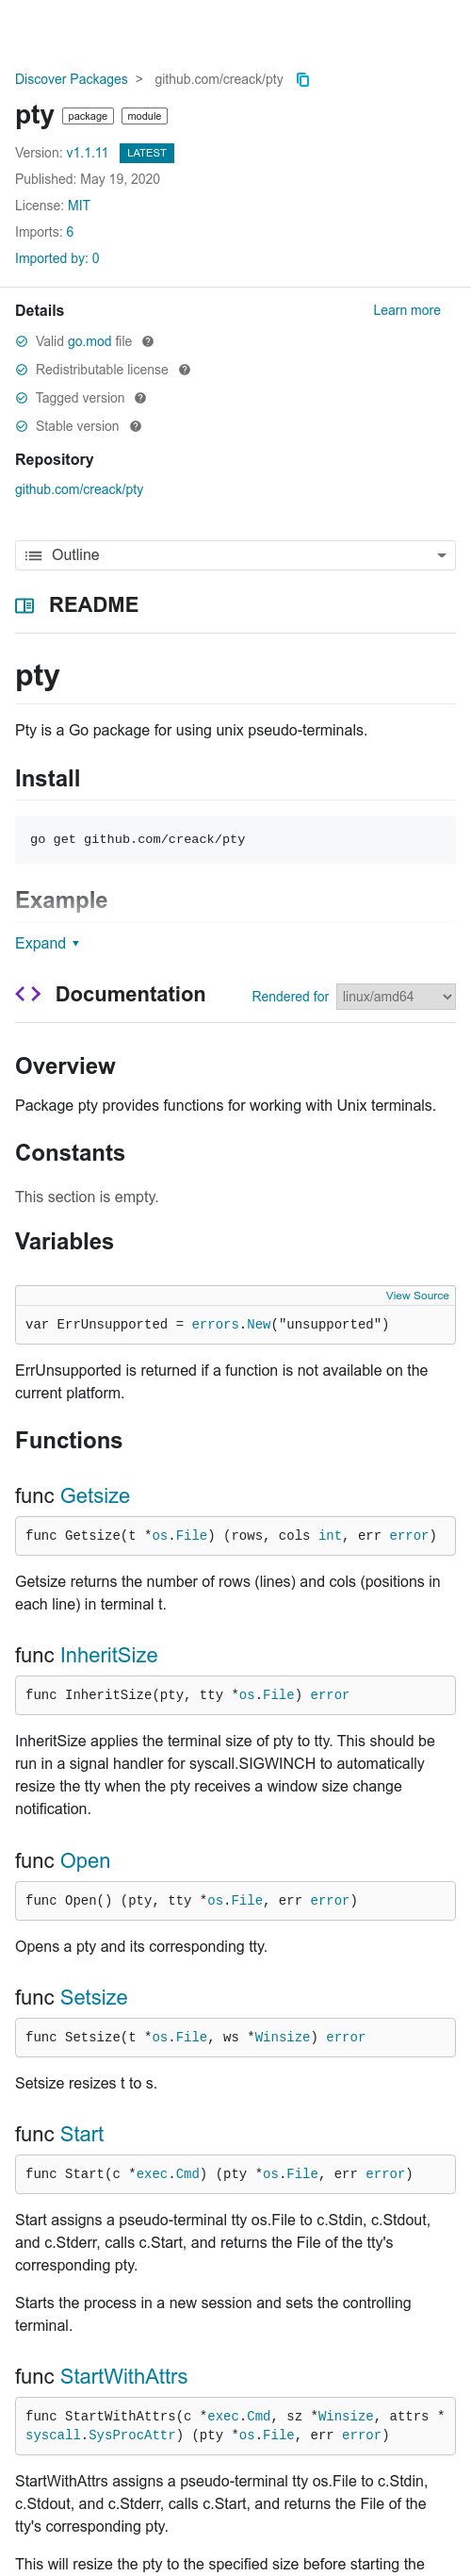 Discover Packages > github.com/creack/pty
pty package module
Version: v1.1.11 LATEST
Published: May 19, 2020
License: MIT
Imports: 6
Imported by: 0
Details Learn more
Valid go.mod file
Redistributable license
Tagged version
Stable version
Repository
github.com/creack/pty
Outline
README
pty
Pty is a Go package for using unix pseudo-terminals.
Install
go get github.com/creack/pty
Example
Expand ▼
Documentation Rendered for linux/amd64
Overview
Package pty provides functions for working with Unix terminals.
Constants
This section is empty.
Variables
View Source
var ErrUnsupported = errors.New("unsupported")
ErrUnsupported is returned if a function is not available on the
current platform.
Functions
func Getsize
func Getsize(t *os.File) (rows, cols int, err error)
Getsize returns the number of rows (lines) and cols (positions in
each line) in terminal t.
func InheritSize
func InheritSize(pty, tty *os.File) error
InheritSize applies the terminal size of pty to tty. This should be
run in a signal handler for syscall.SIGWINCH to automatically
resize the tty when the pty receives a window size change
notification.
func Open
func Open() (pty, tty *os.File, err error)
Opens a pty and its corresponding tty.
func Setsize
func Setsize(t *os.File, ws *Winsize) error
Setsize resizes t to s.
func Start
func Start(c *exec.Cmd) (pty *os.File, err error)
Start assigns a pseudo-terminal tty os.File to c.Stdin, c.Stdout,
and c.Stderr, calls c.Start, and returns the File of the tty's
corresponding pty.
Starts the process in a new session and sets the controlling
terminal.
func StartWithAttrs
func StartWithAttrs(c *exec.Cmd, sz *Winsize, attrs *
syscall.SysProcAttr) (pty *os.File, err error)
StartWithAttrs assigns a pseudo-terminal tty os.File to c.Stdin,
c.Stdout, and c.Stderr, calls c.Start, and returns the File of the
tty's corresponding pty.
This will resize the pty to the specified size before starting the